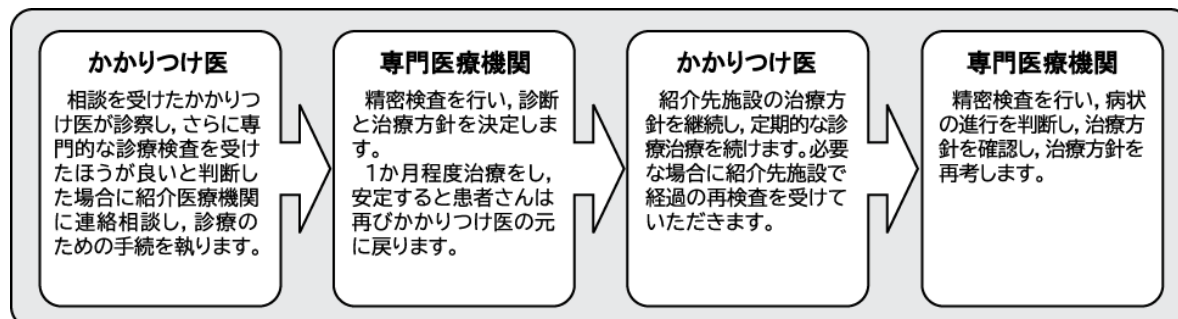 かかりつけ医
相談を受けたかかりつ
け医が診察し，さらに専
門的な診療検査を受け
たほうが良いと判断し
た場合に紹介医療機関
に連絡相談し，診療の
ための手続を執ります。
専門医療機関
精密検査を行い，診断
と治療方針を決定しま
す。
1か月程度治療をし，
安定すると患者さんは
再びかかりつけ医の元
に戻ります。
かかりつけ医
紹介先施設の治療方
針を継続し，定期的な診
療治療を続けます。必要
な場合に紹介先施設で
経過の再検査を受けて
いただきます。
専門医療機関
精密検査を行い，病状
の進行を判断し，治療方
針を確認し，治療方針を
再考します。